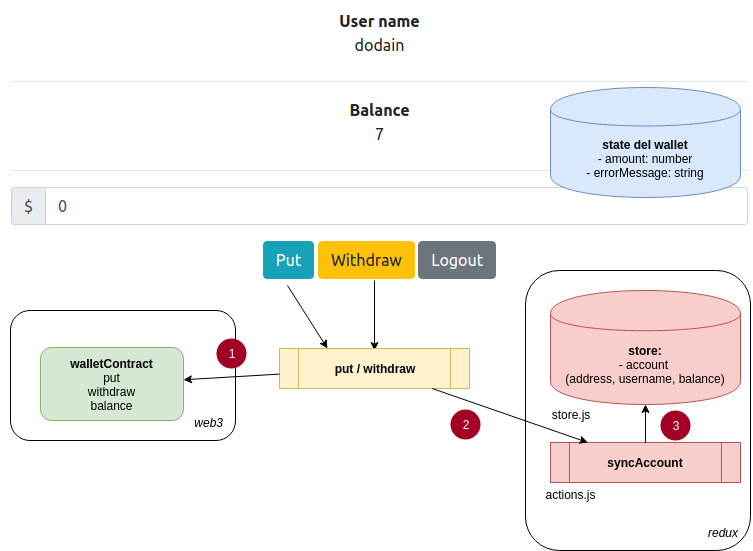 User name
dodain
Balance
7
state del wallet
- amount: number
- errorMessage: string
$ 0
Put Withdraw Logout
walletContract
put
withdraw
balance
web3
1
put / withdraw
2
store:
- account
(address, username, balance)
store.js
3
syncAccount
actions.js
redux